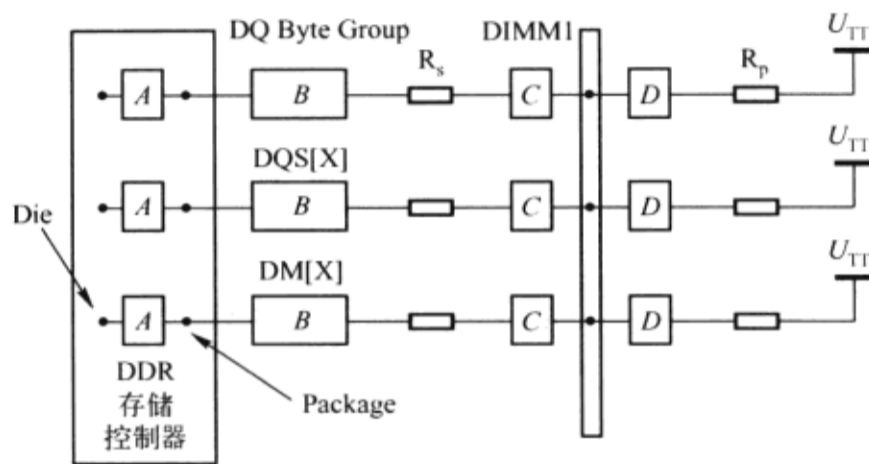 DQ Byte Group
DIMM1
U_TT
R_s
R_p
A
B
C
D
U_TT
DQS[X]
A
B
C
D
Die
U_TT
DM[X]
A
B
C
D
DDR
存储
控制器
Package